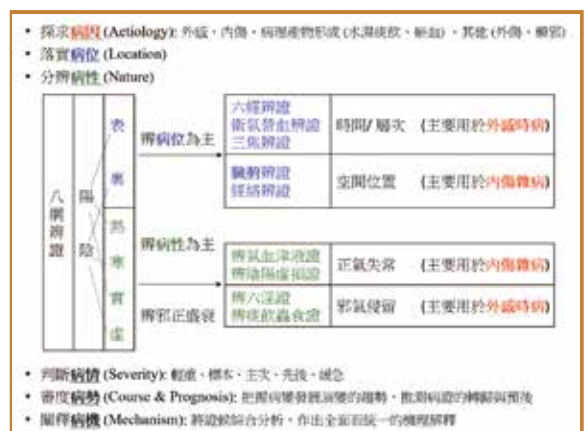 • 探求病因 (Aetiology): 外感、內傷、病理產物形成 (水濕痰飲、瘀血)、其他 (外傷、
• 落實病位 (Location)
• 分辨病性 (Nature)
八綱辨證
陽
陰
表
裏
熱
寒
實
虛
辨病位為主
辨病性為主
辨邪正盛衰
六經辨證
衛氣營血辨證
三焦辨證
時間/層次 (主要用於外感時病)
臟腑辨證
經絡辨證
空間位置 (主要用於內傷雜病)
辨氣血津液證
辨陰陽虛損證
正氣失常 (主要用於內傷雜病)
辨六淫證
辨痰飲蟲食證
邪氣侵留 (主要用於外感時病)
• 判斷病情 (Severity): 輕重、標本、主次、先後、緩急
• 審度病勢 (Course & Prognosis): 把握病變發展演變的趨勢，推測病證的轉歸與預後
• 闡釋病機 (Mechanism): 將證候綜合分析，作出全面而統一的機理解釋